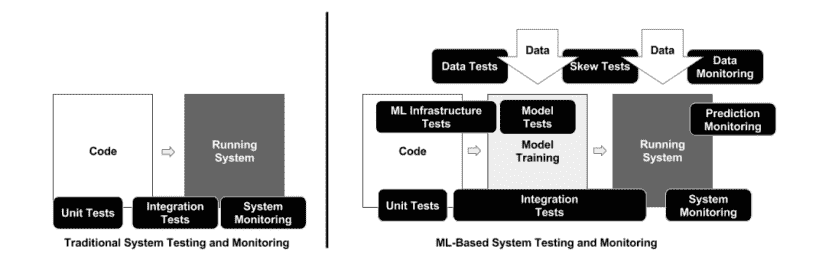 Code
Running
System
Unit Tests
Integration
Tests
System
Monitoring
Traditional System Testing and Monitoring
Data
Data
Data Tests
Skew Tests
Data
Monitoring
ML Infrastructure
Tests
Model
Tests
Prediction
Monitoring
Code
Model
Training
Running
System
Unit Tests
Integration
Tests
System
Monitoring
ML-Based System Testing and Monitoring